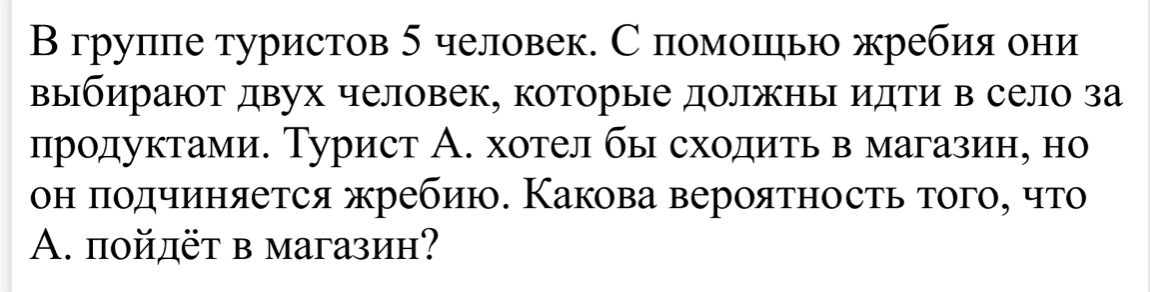 В группе туристов 5 человек. С помощью жребия они
выбирают двух человек, которые должны идти в село за
продуктами. Турист А. хотел бы сходить в магазин, но
он подчиняется жребию. Какова вероятность того, что
А. пойдёт в магазин?